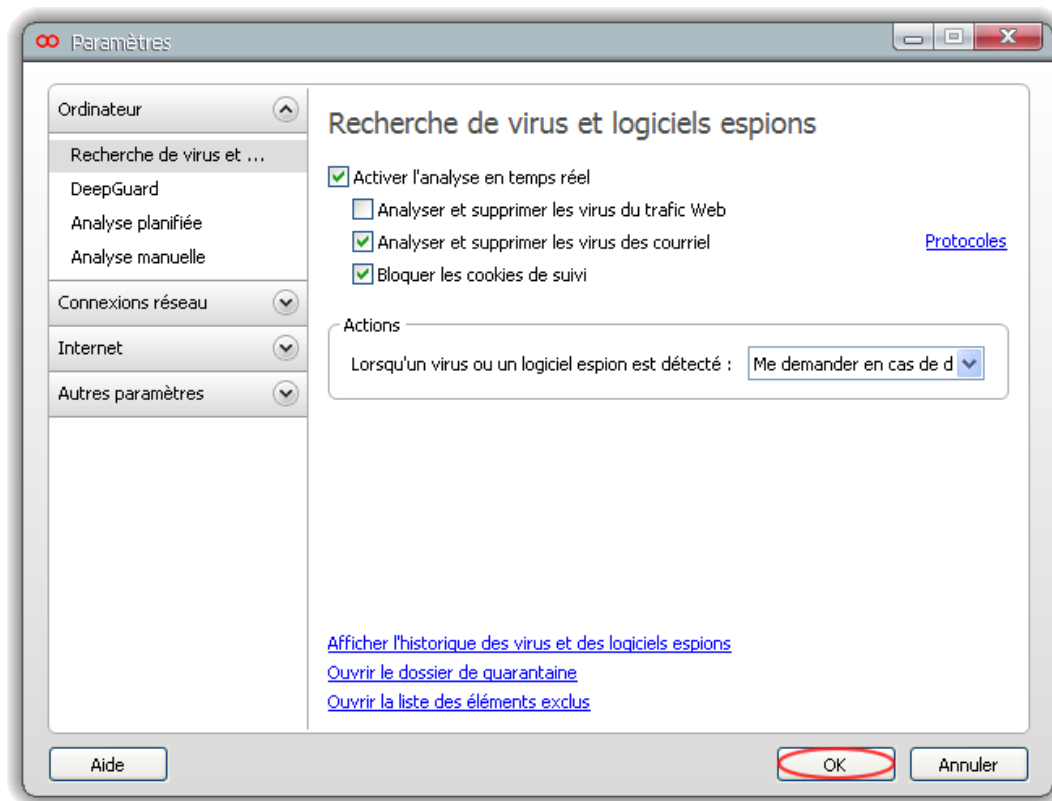 Paramètres
Ordinateur
Recherche de virus et ...
DeepGuard
Analyse planifiée
Analyse manuelle
Connexions réseau
Internet
Autres paramètres
Recherche de virus et logiciels espions
Activer l'analyse en temps réel
Analyser et supprimer les virus du trafic Web
Analyser et supprimer les virus des courriel
Protocoles
Bloquer les cookies de suivi
Actions
Lorsqu'un virus ou un logiciel espion est détecté : Me demander en cas de d
Afficher l'historique des virus et des logiciels espions
Ouvrir le dossier de quarantaine
Ouvrir la liste des éléments exclus
Aide
OK
Annuler